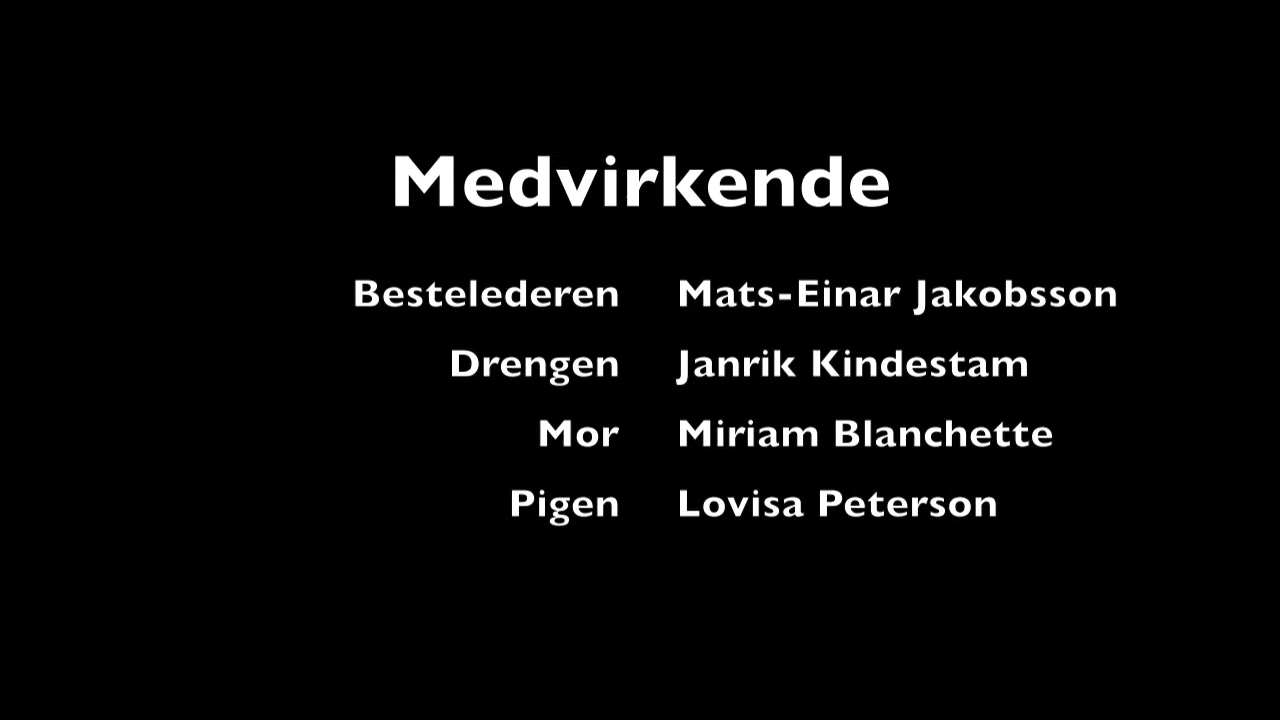 Medvirkende
Bestelederen Mats-Einar Jakobsson
Drengen Janrik Kindestam
Mor Miriam Blanchette
Pigen Lovisa Peterson